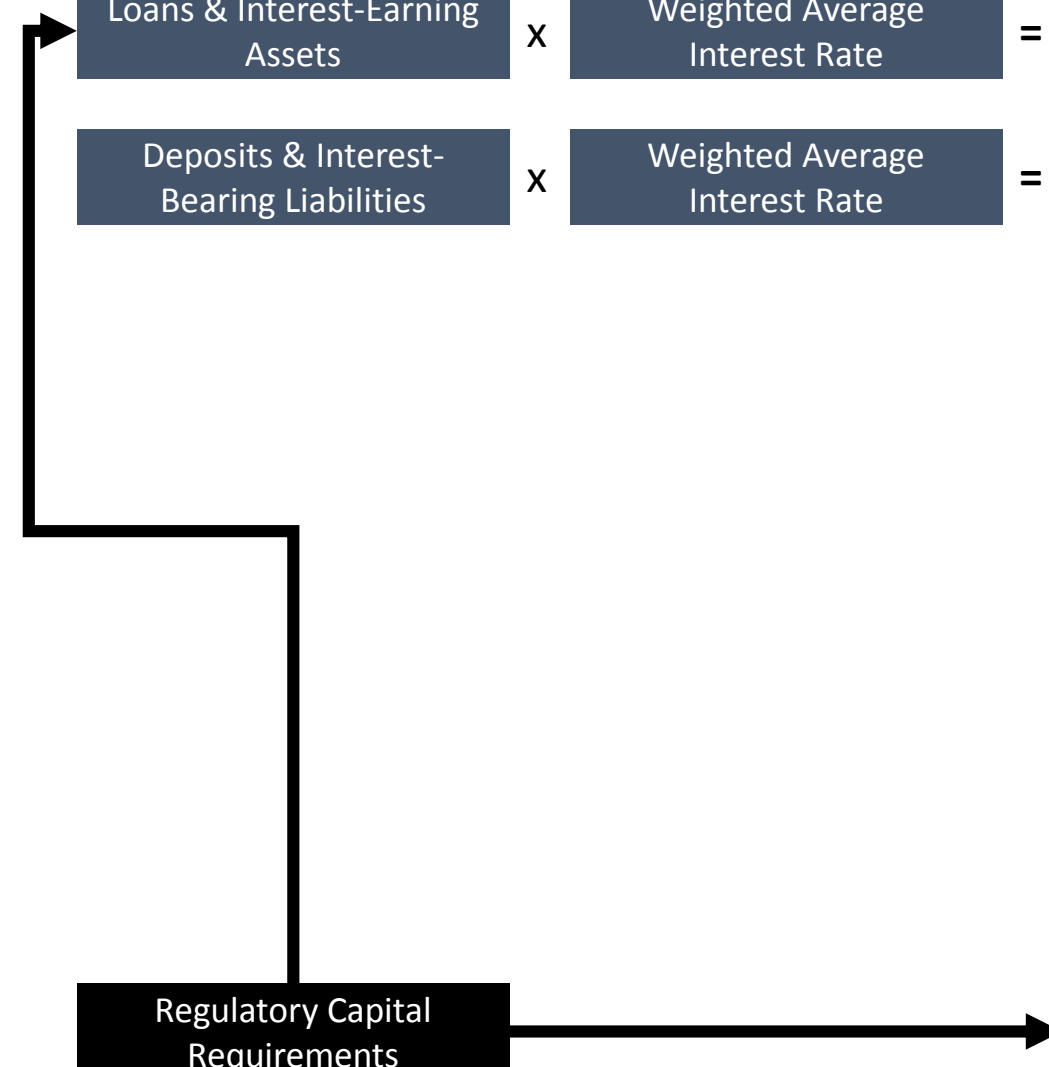 Loans & Interest-Earning
Assets
x
Weighted Average
Interest Rate
=
Deposits & Interest-
Bearing Liabilities
x
Weighted Average
Interest Rate
=
Regulatory Capital
Requirements